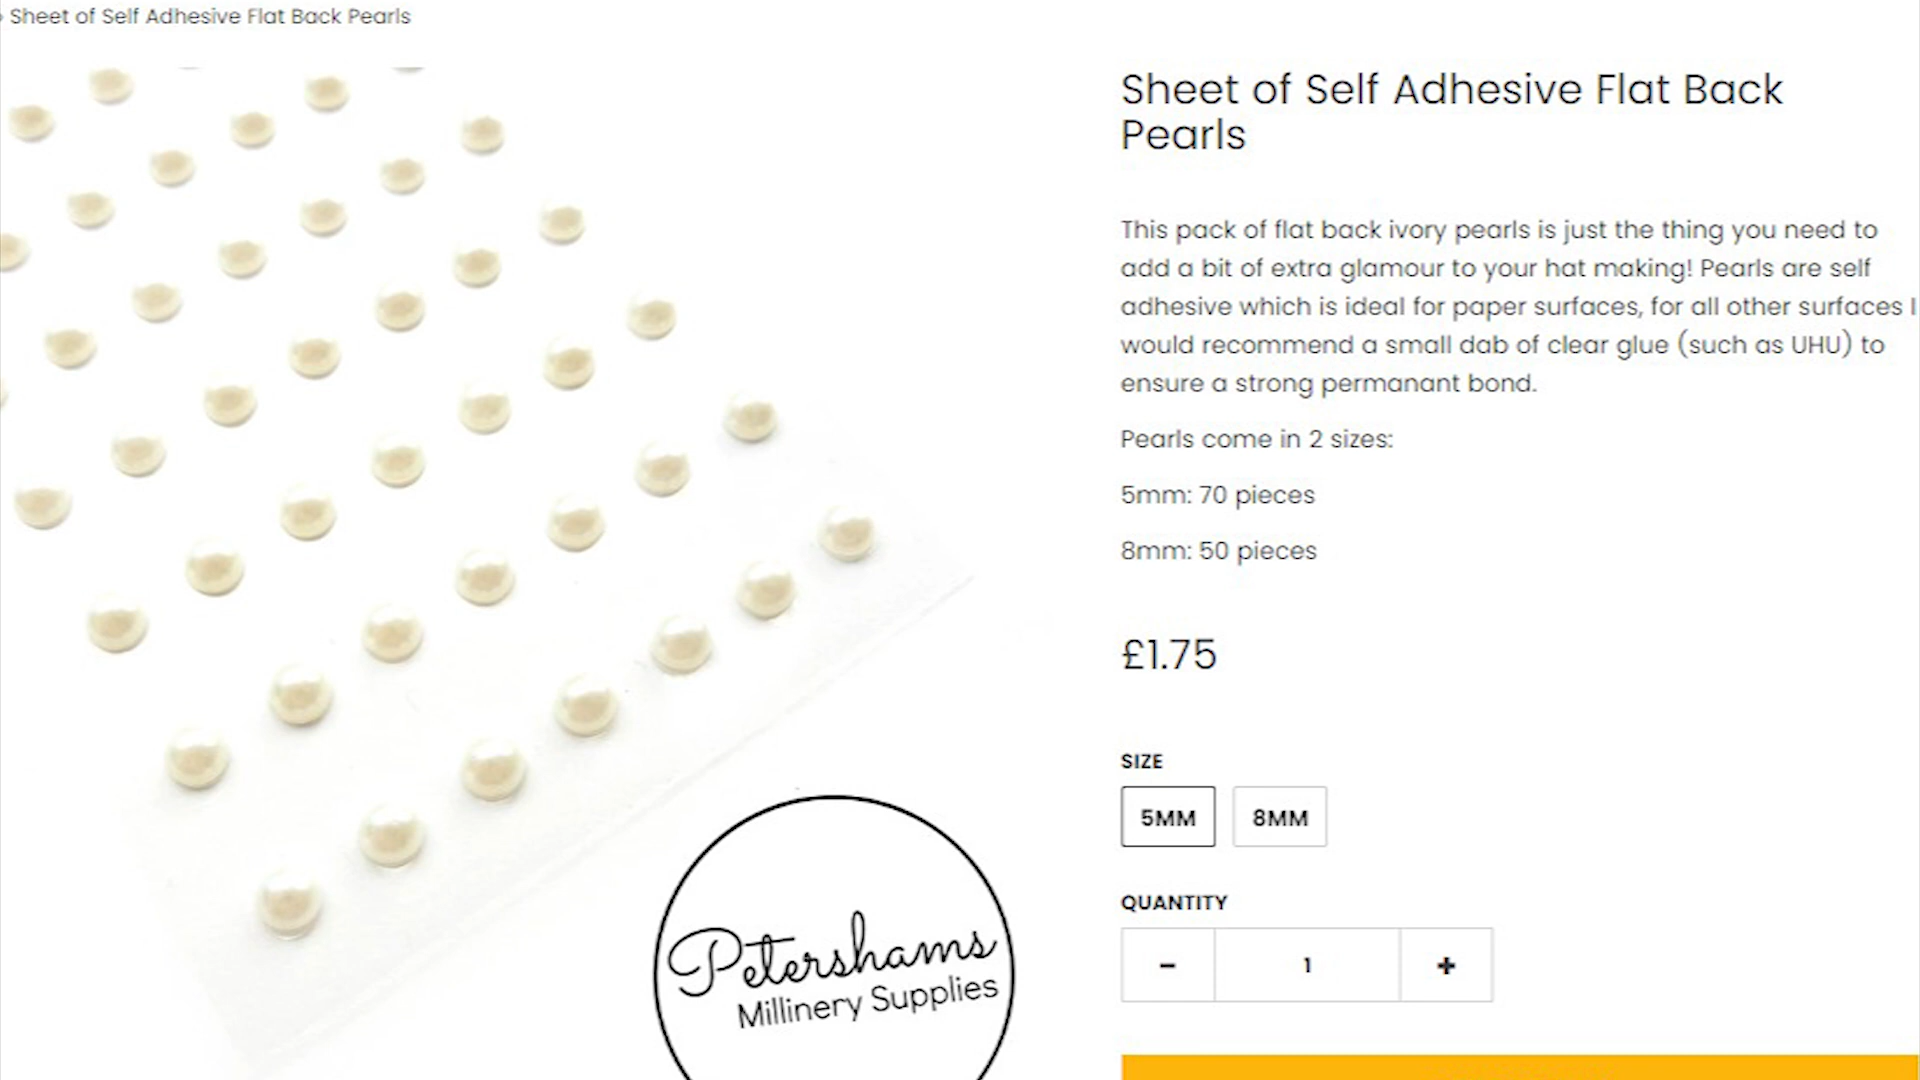 Sheet of Self Adhesive Flat Back Pearls
Sheet of Self Adhesive Flat Back
Pearls
This pack of flat back ivory pearls is just the thing you need to
add a bit of extra glamour to your hat making! Pearls are self
adhesive which is ideal for paper surfaces, for all other surfaces I
would recommend a small dab of clear glue (such as UHU) to
ensure a strong permanant bond.
Pearls come in 2 sizes:
5mm: 70 pieces
8mm: 50 pieces
£1.75
SIZE
5MM 8MM
QUANTITY
- 1 +
Petershams
Millinery Supplies